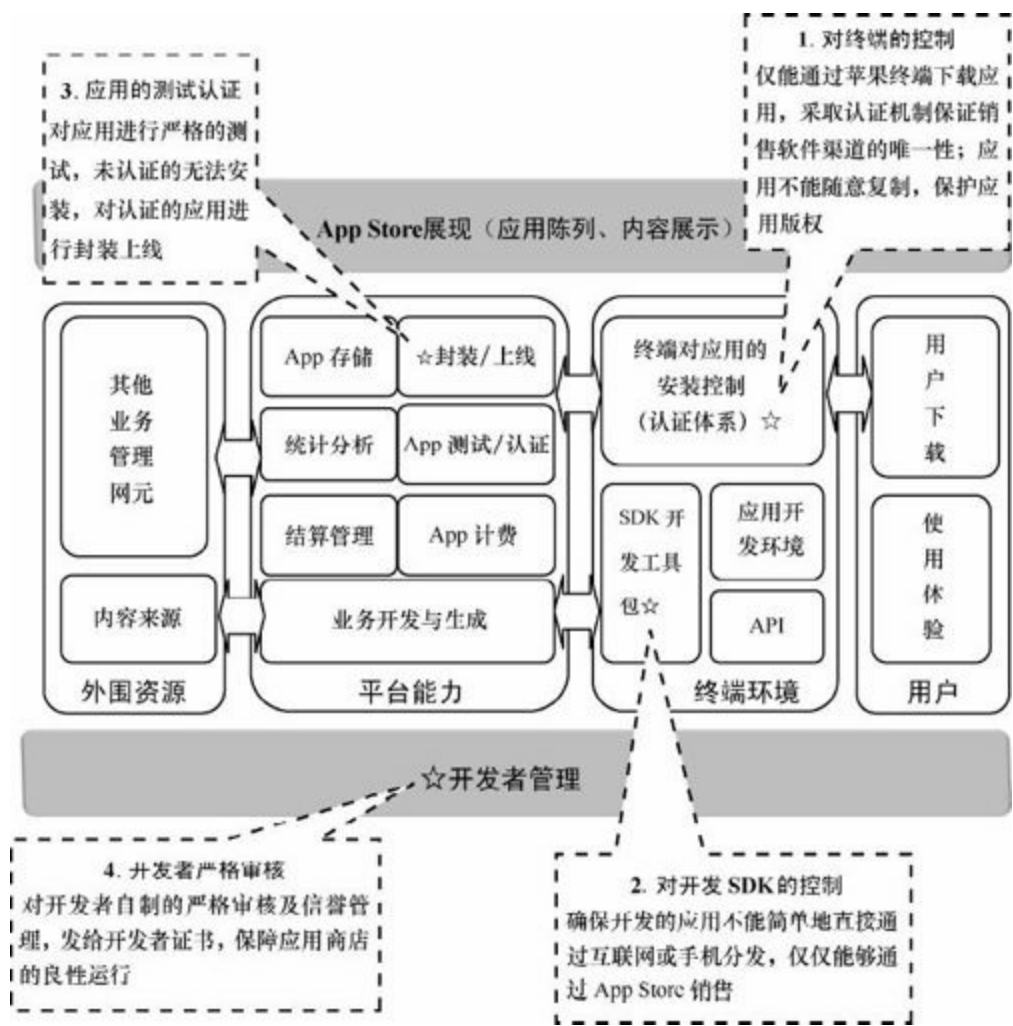 1. 对终端的控制
仅能通过苹果终端下载应
用，采取认证机制保证销
售软件渠道的唯一性；应
用不能随意复制，保护应
用版权
3. 应用的测试认证
对应用进行严格的测
试，未认证的无法安
装，对认证的应用进
行封装上线
App Store展现（应用陈列、内容展示）
其他
业务
管理
网元
内容来源
外围资源
App 存储
☆封装/上线
统计分析
App 测试/认证
结算管理
App 计费
业务开发与生成
平台能力
终端对应用的
安装控制
（认证体系）☆
SDK 开
发工具
包☆
应用开
发环境
API
终端环境
用
户
下
载
使
用
体
验
用户
☆开发者管理
4. 开发者严格审核
对开发者自制的严格审核及信誉管
理，发给开发者证书，保障应用商店
的良性运行
2. 对开发 SDK 的控制
确保开发的应用不能简单地直接通
过互联网或手机分发，仅仅能够通
过 App Store 销售